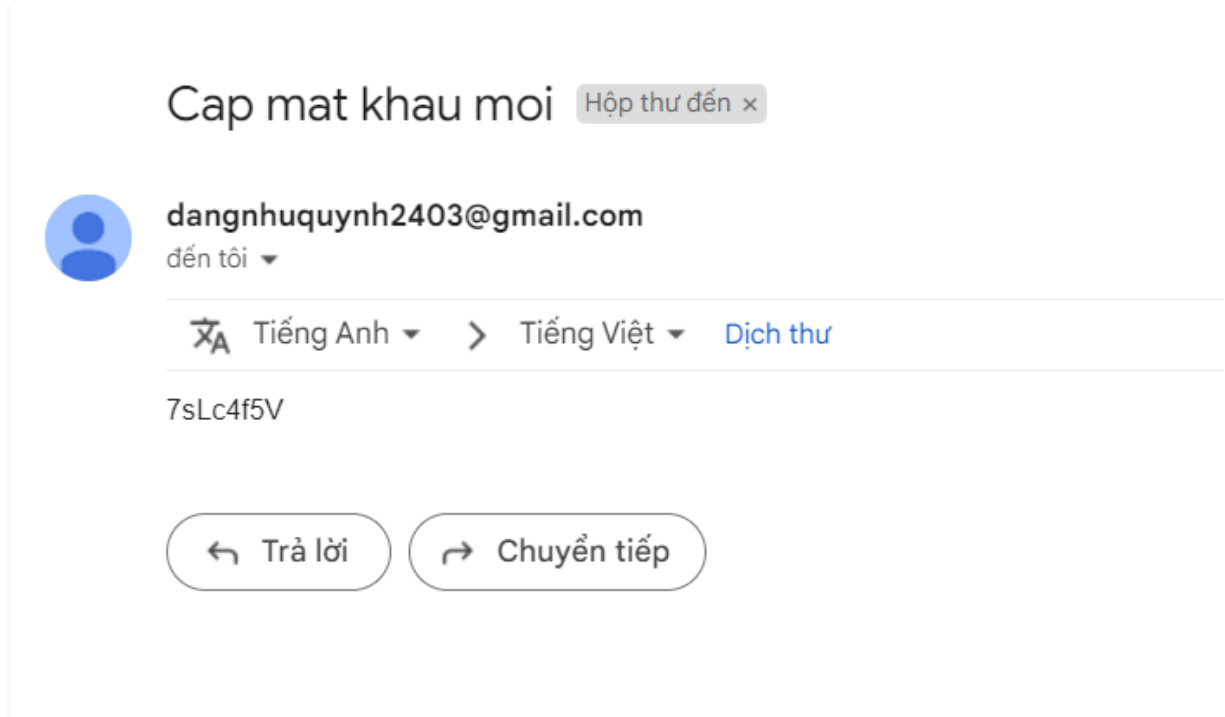 Cap mat khau moi Hộp thư đến ×
dangnhuquynh2403@gmail.com
đến tôi
Tiếng Anh > Tiếng Việt Dịch thư
7sLc4f5V
Trả lời Chuyển tiếp